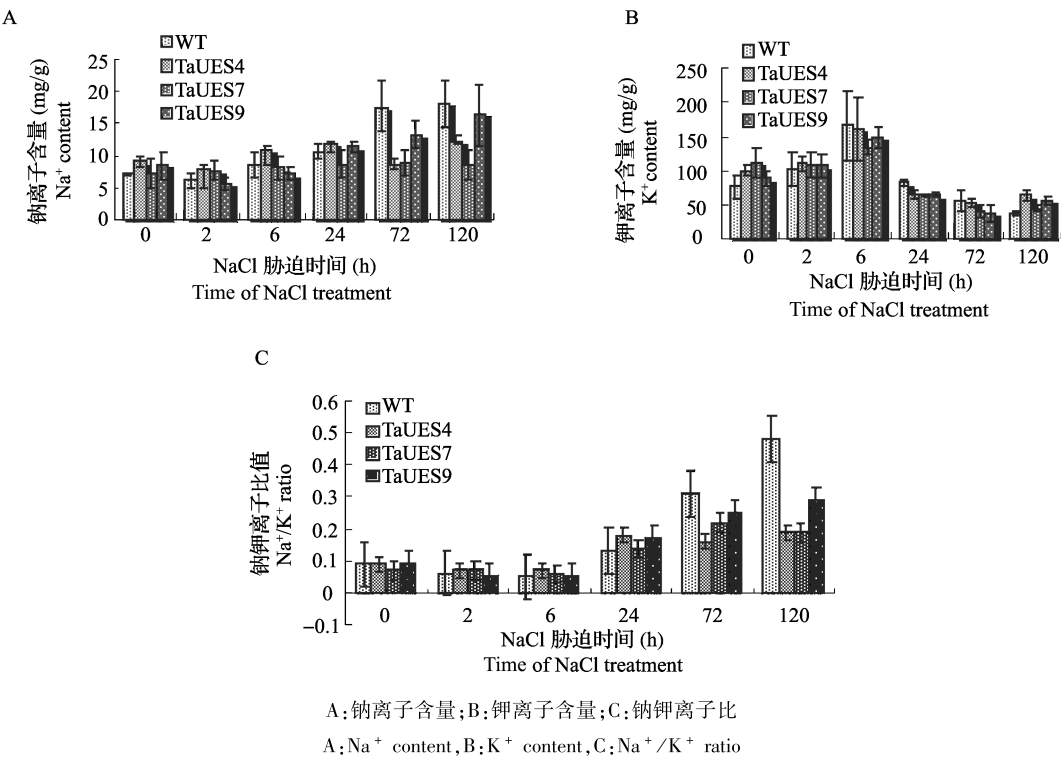 A
WT
TaUES4
TaUES7
TaUES9
25
20
15
10
5
0
钠离子含量 (mg/g)
Na⁺ content
0 2 6 24 72 120
NaCl 胁迫时间 (h)
Time of NaCl treatment
B
WT
TaUES4
TaUES7
TaUES9
250
200
150
100
50
0
钾离子含量 (mg/g)
K⁺content
0 2 6 24 72 120
NaCl 胁迫时间 (h)
Time of NaCl treatment
C
WT
TaUES4
TaUES7
TaUES9
0.6
0.5
0.4
0.3
0.2
0.1
0
−0.1
钠钾离子比值
Na⁺/K⁺ ratio
0 2 6 24 72 120
NaCl 胁迫时间 (h)
Time of NaCl treatment
A:钠离子含量;B:钾离子含量;C:钠钾离子比
A:Na⁺ content,B:K⁺ content,C:Na⁺/K⁺ ratio